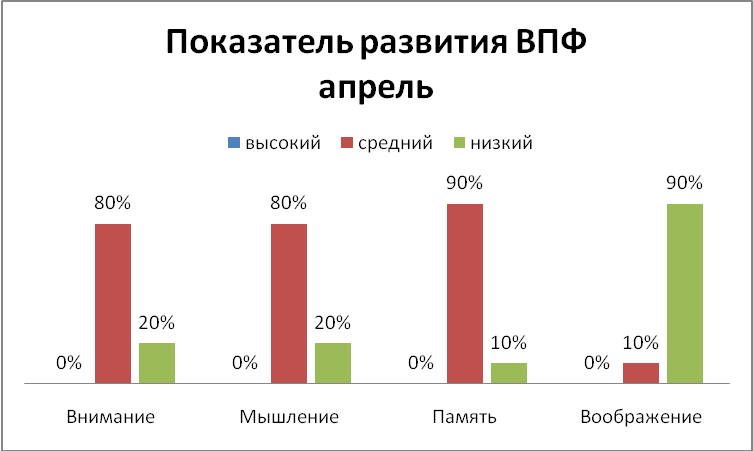 Показатель развития ВПФ
апрель
высокий средний низкий
0% 80% 20% 0% 80% 20% 0% 90% 10% 0% 10% 90%
Внимание Мышление Память Воображение